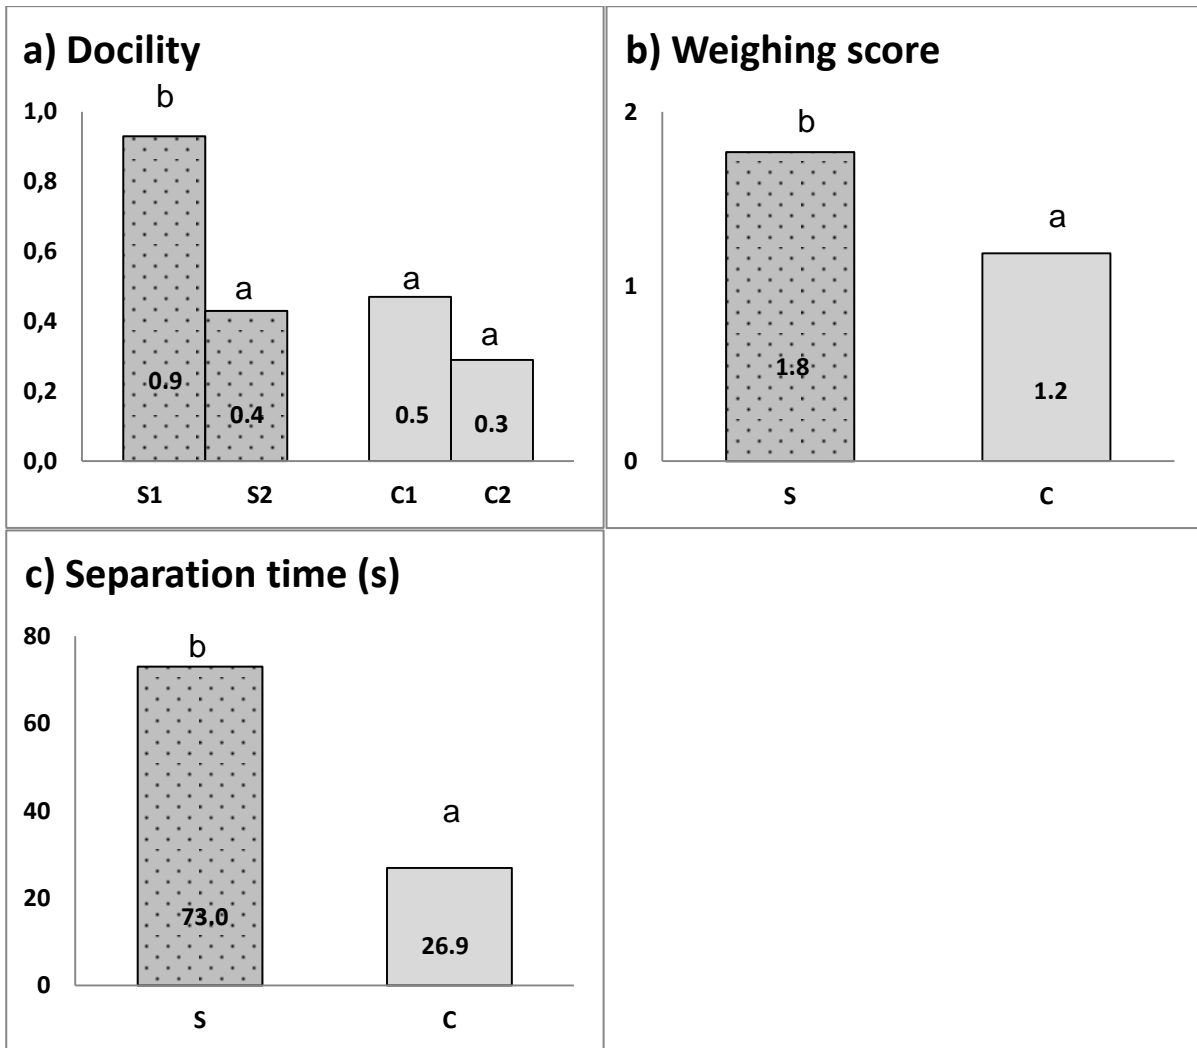 a) Docility
b
1,0
0,8
0,6
a
a
0,4
a
0.9
0,2
0.4
0.5
0.3
0,0
S1 S2 C1 C2
b) Weighing score
2
b
a
1
1.8
1.2
0
S C
c) Separation time (s)
80
b
60
40
a
20
73.0
26.9
0
S C